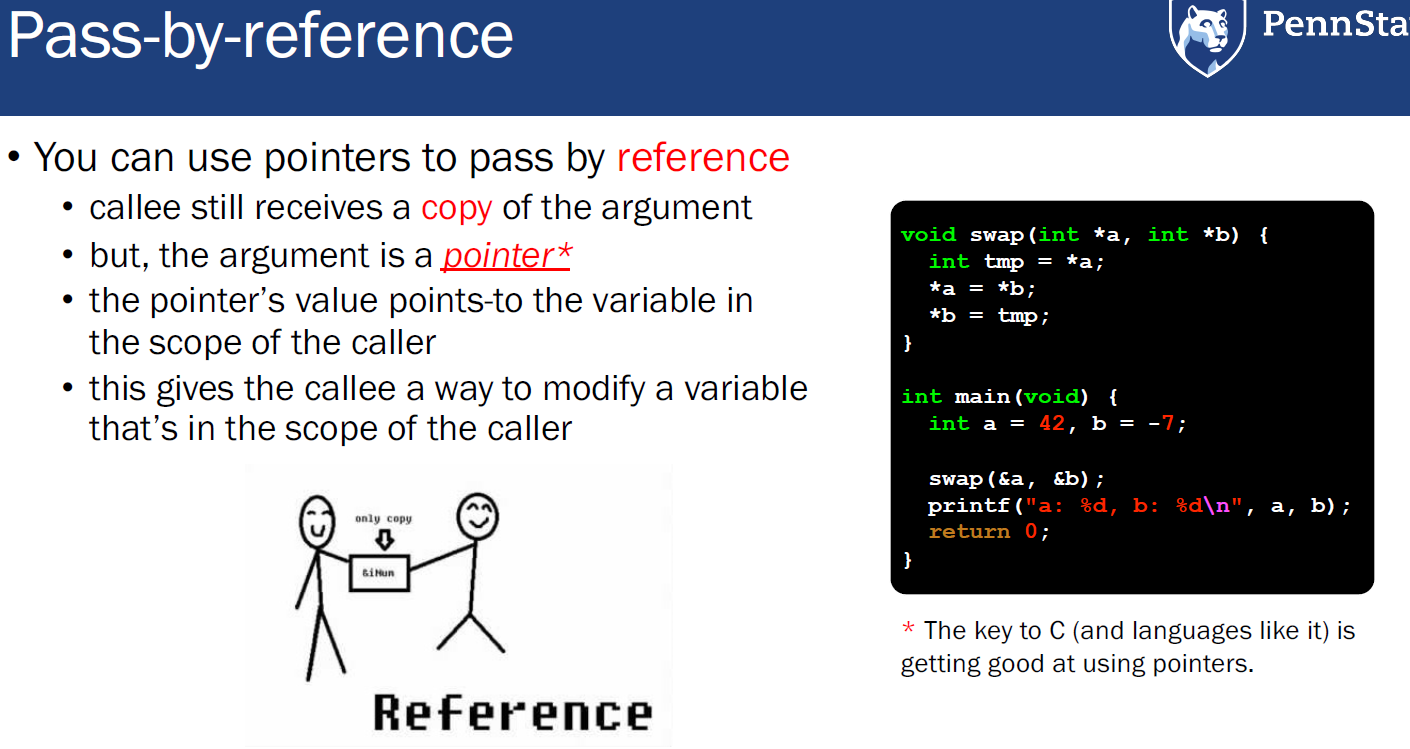 Pass-by-reference
PennSta
• You can use pointers to pass by reference
• callee still receives a copy of the argument
• but, the argument is a pointer*
• the pointer’s value points-to the variable in
the scope of the caller
• this gives the callee a way to modify a variable
that’s in the scope of the caller
only copy
&iNum
Reference
void swap(int *a, int *b) {
int tmp = *a;
*a = *b;
*b = tmp;
}
int main(void) {
int a = 42, b = -7;
swap(&a, &b);
printf("a: %d, b: %d\n", a, b);
return 0;
}
* The key to C (and languages like it) is
getting good at using pointers.